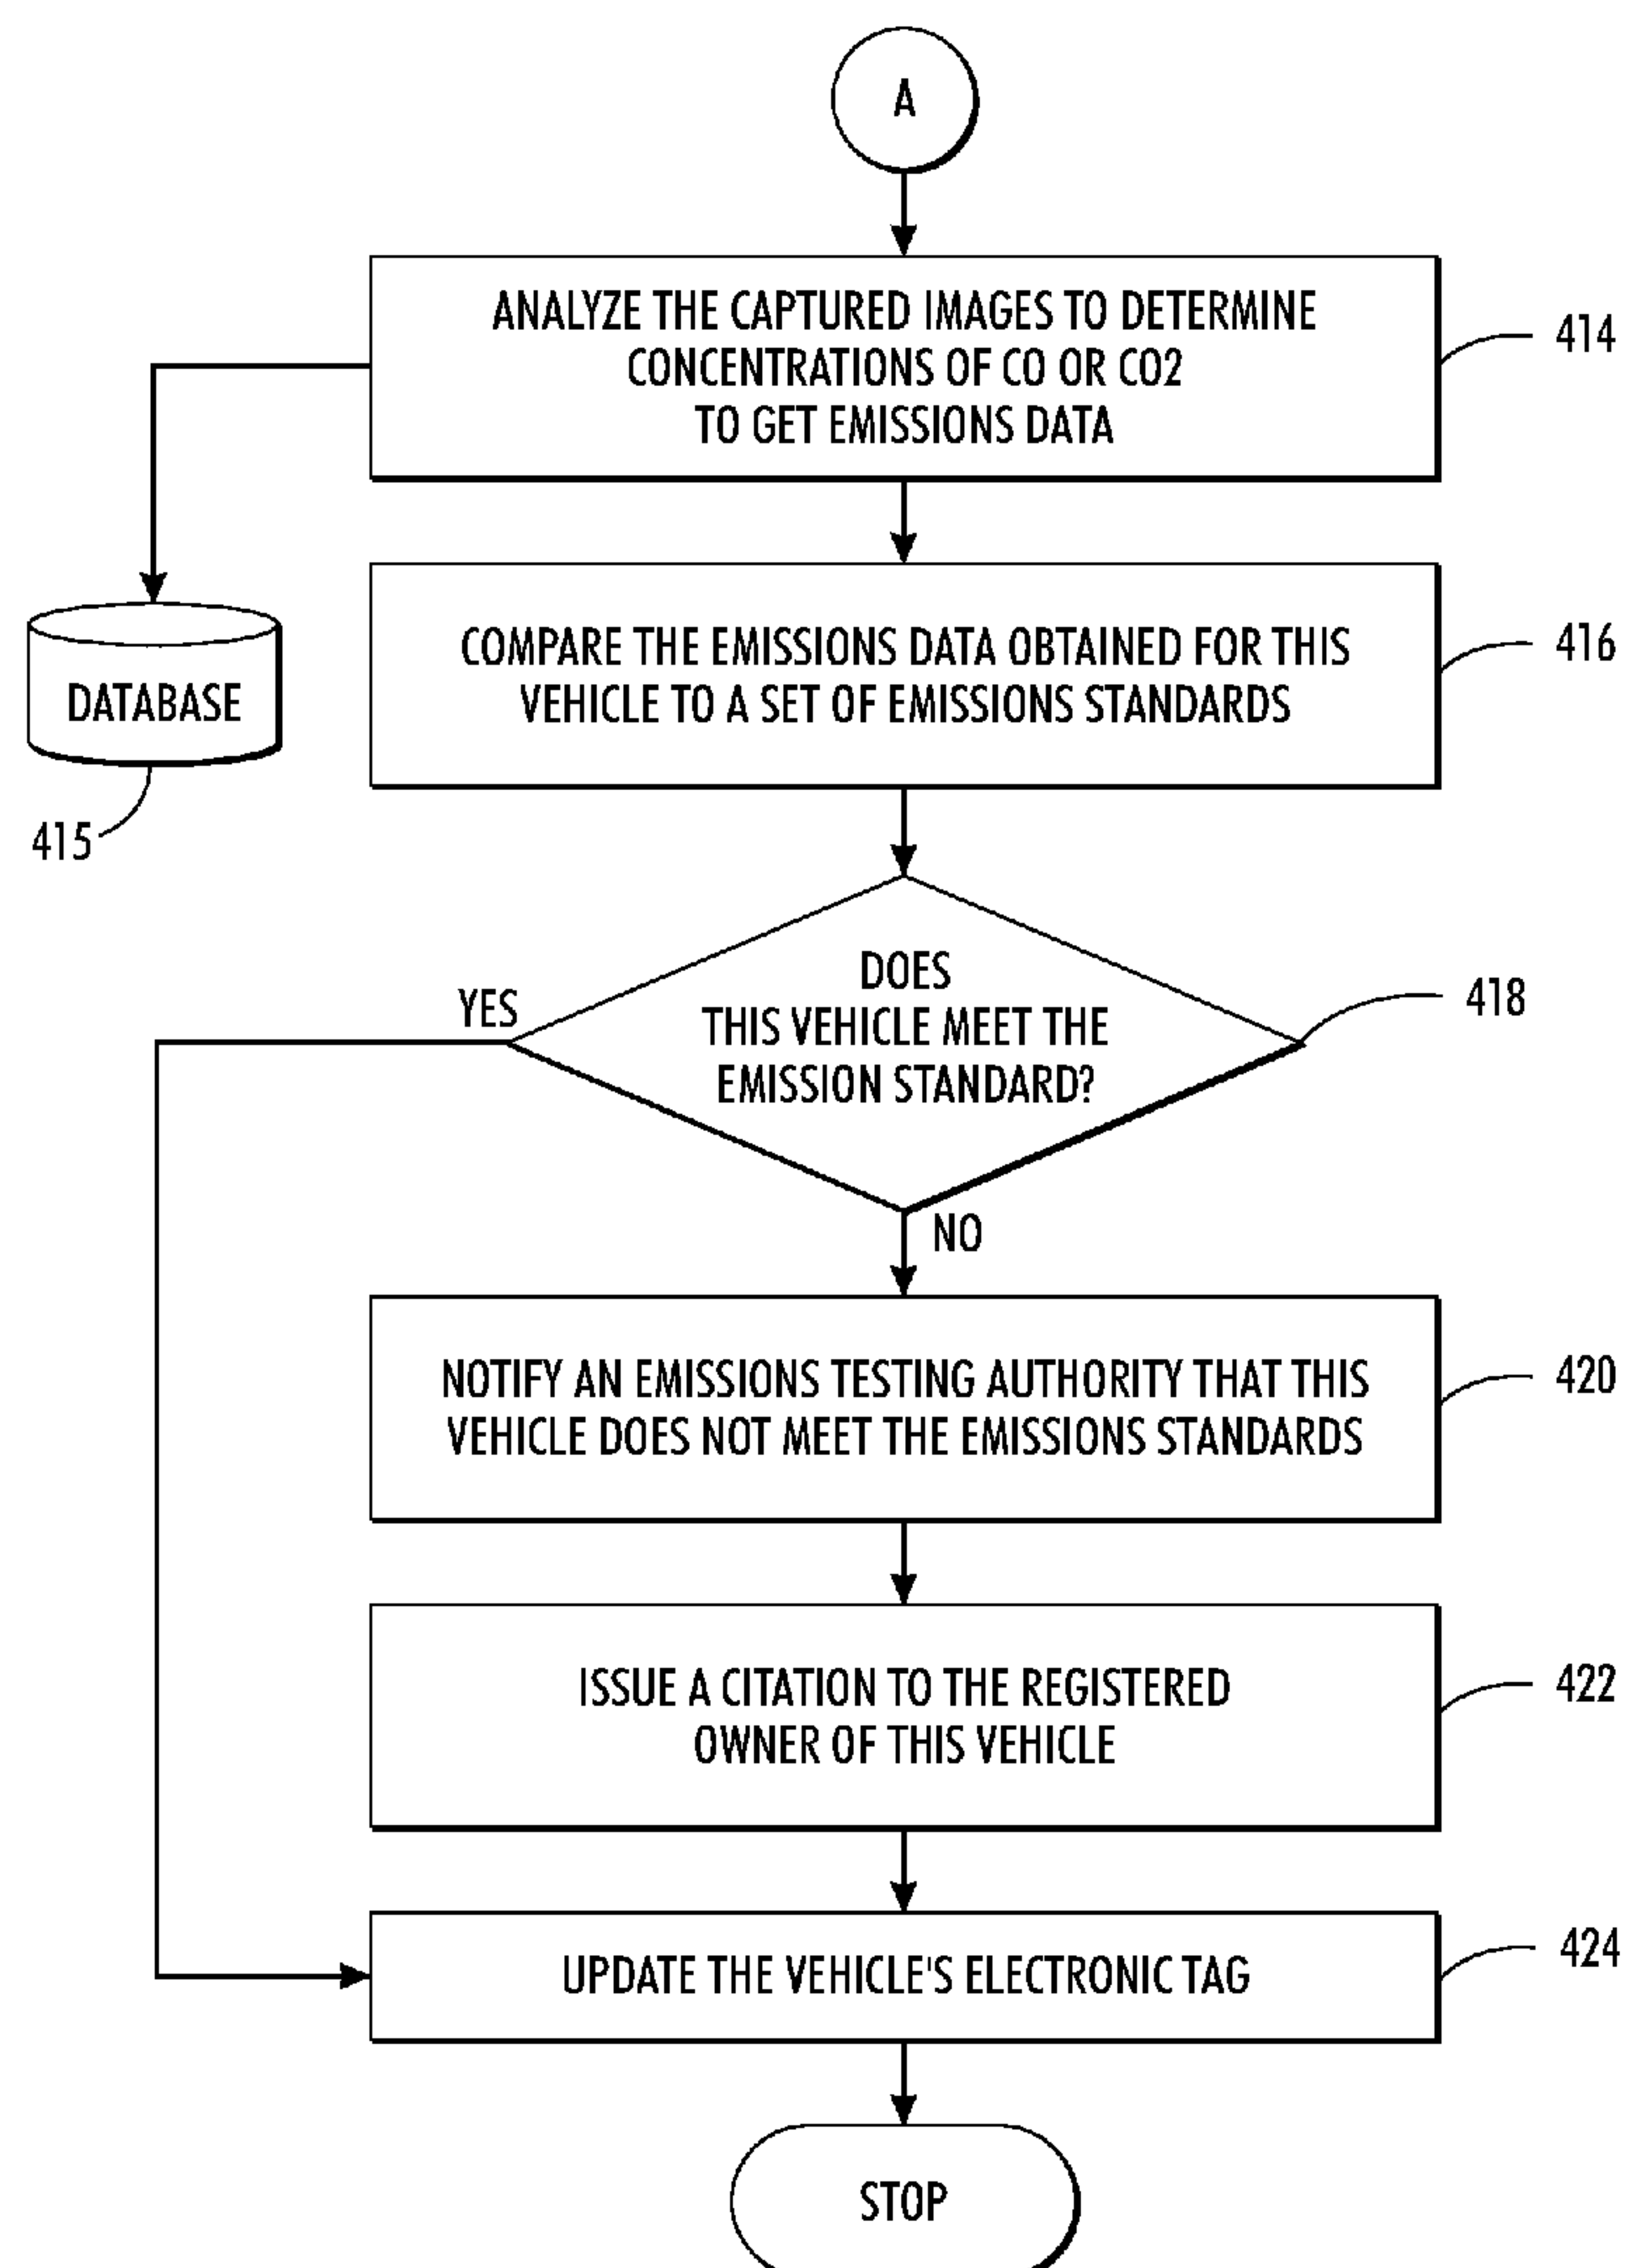 A
ANALYZE THE CAPTURED IMAGES TO DETERMINE
CONCENTRATIONS OF CO OR CO2
TO GET EMISSIONS DATA
414
COMPARE THE EMISSIONS DATA OBTAINED FOR THIS
VEHICLE TO A SET OF EMISSIONS STANDARDS
416
DATABASE
415
DOES
THIS VEHICLE MEET THE
EMISSION STANDARD?
YES
418
NO
NOTIFY AN EMISSIONS TESTING AUTHORITY THAT THIS
VEHICLE DOES NOT MEET THE EMISSIONS STANDARDS
420
ISSUE A CITATION TO THE REGISTERED
OWNER OF THIS VEHICLE
422
UPDATE THE VEHICLE'S ELECTRONIC TAG
424
STOP